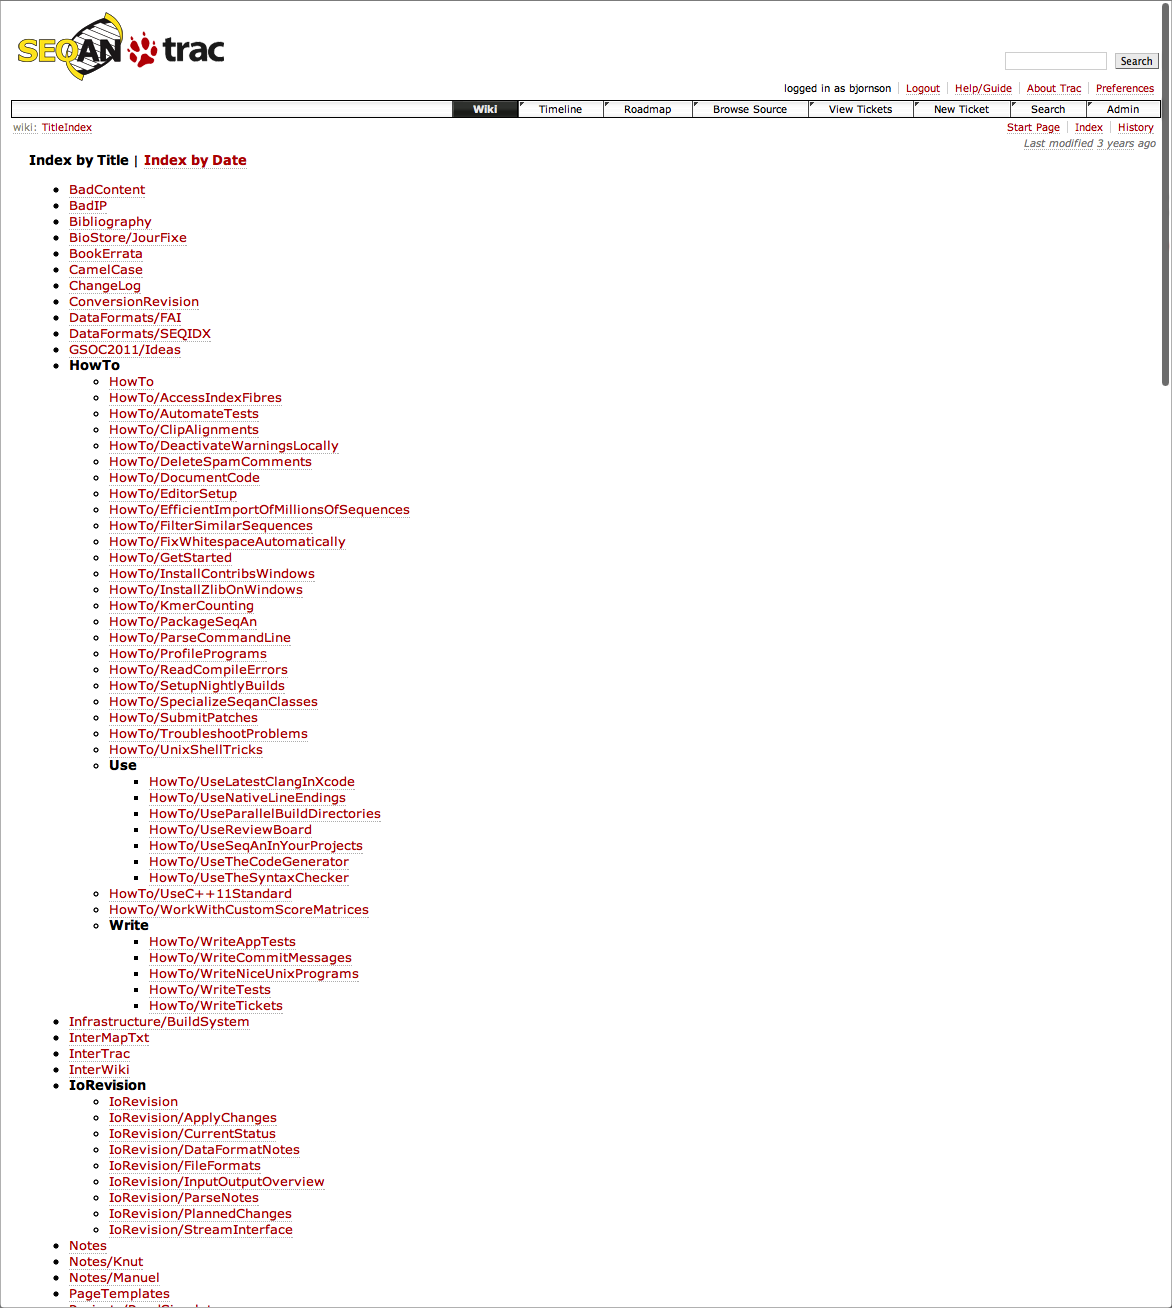 SEQAN trac
Search
logged in as bjornson Logout Help/Guide About Trac Preferences
Wiki Timeline Roadmap Browse Source View Tickets New Ticket Search Admin
wiki: TitleIndex Start Page Index History
Last modified 3 years ago
Index by Title | Index by Date
BadContent
BadIP
Bibliography
BioStore/JourFixe
BookErrata
CamelCase
ChangeLog
ConversionRevision
DataFormats/FAI
DataFormats/SEQIDX
GSOC2011/Ideas
HowTo
HowTo
HowTo/AccessIndexFibres
HowTo/AutomateTests
HowTo/ClipAlignments
HowTo/DeactivateWarningsLocally
HowTo/DeleteSpamComments
HowTo/DocumentCode
HowTo/EditorSetup
HowTo/EfficientImportOfMillionsOfSequences
HowTo/FilterSimilarSequences
HowTo/FixWhitespaceAutomatically
HowTo/GetStarted
HowTo/InstallContribsWindows
HowTo/InstallZlibOnWindows
HowTo/KmerCounting
HowTo/PackageSeqAn
HowTo/ParseCommandLine
HowTo/ProfilePrograms
HowTo/ReadCompileErrors
HowTo/SetupNightlyBuilds
HowTo/SpecializeSeqanClasses
HowTo/SubmitPatches
HowTo/TroubleshootProblems
HowTo/UnixShellTricks
Use
HowTo/UseLatestClangInXcode
HowTo/UseNativeLineEndings
HowTo/UseParallelBuildDirectories
HowTo/UseReviewBoard
HowTo/UseSeqAnInYourProjects
HowTo/UseTheCodeGenerator
HowTo/UseTheSyntaxChecker
HowTo/UseC++11Standard
HowTo/WorkWithCustomScoreMatrices
Write
HowTo/WriteAppTests
HowTo/WriteCommitMessages
HowTo/WriteNiceUnixPrograms
HowTo/WriteTests
HowTo/WriteTickets
Infrastructure/BuildSystem
InterMapTxt
InterTrac
InterWiki
IoRevision
IoRevision
IoRevision/ApplyChanges
IoRevision/CurrentStatus
IoRevision/DataFormatNotes
IoRevision/FileFormats
IoRevision/InputOutputOverview
IoRevision/ParseNotes
IoRevision/PlannedChanges
IoRevision/StreamInterface
Notes
Notes/Knut
Notes/Manuel
PageTemplates